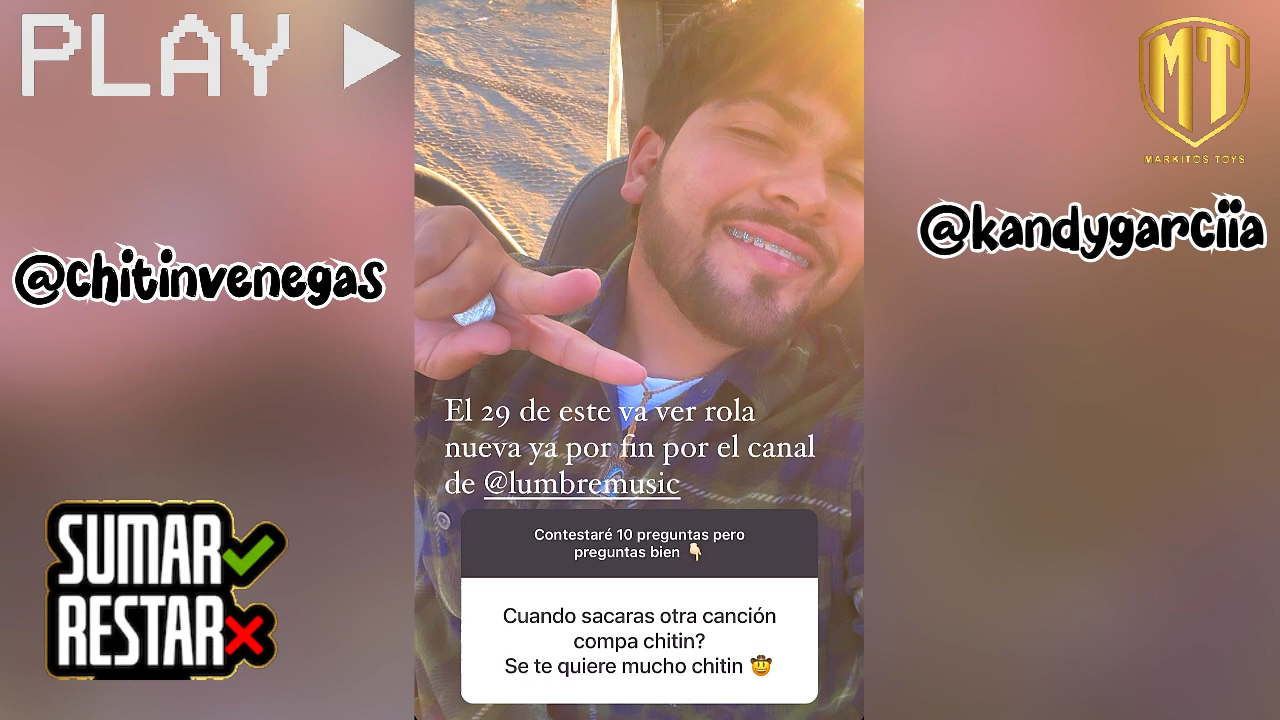 PLAY
MT
MARKITOS TOYS
@kandygarciïa
@chitinvenegas
El 29 de este va ver rola
nueva ya por fin por el canal
de @lumbremusic
SUMAR
RESTAR
Contestaré 10 preguntas pero
preguntas bien 👇🏻
Cuando sacaras otra canción
compa chitin?
Se te quiere mucho chitin 🤠